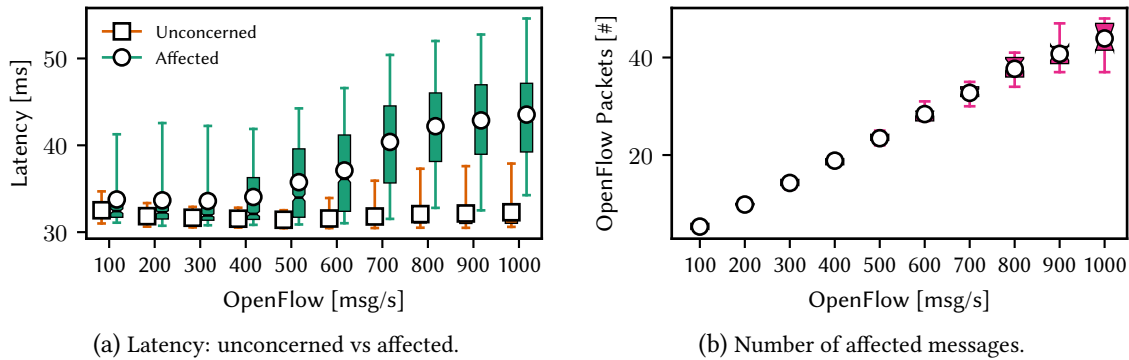 Unconcerned
Affected
Latency [ms]
50
40
30
100 200 300 400 500 600 700 800 900 1000
OpenFlow [msg/s]
(a) Latency: unconcerned vs affected.
OpenFlow Packets [#]
40
20
100 200 300 400 500 600 700 800 900 1000
OpenFlow [msg/s]
(b) Number of affected messages.